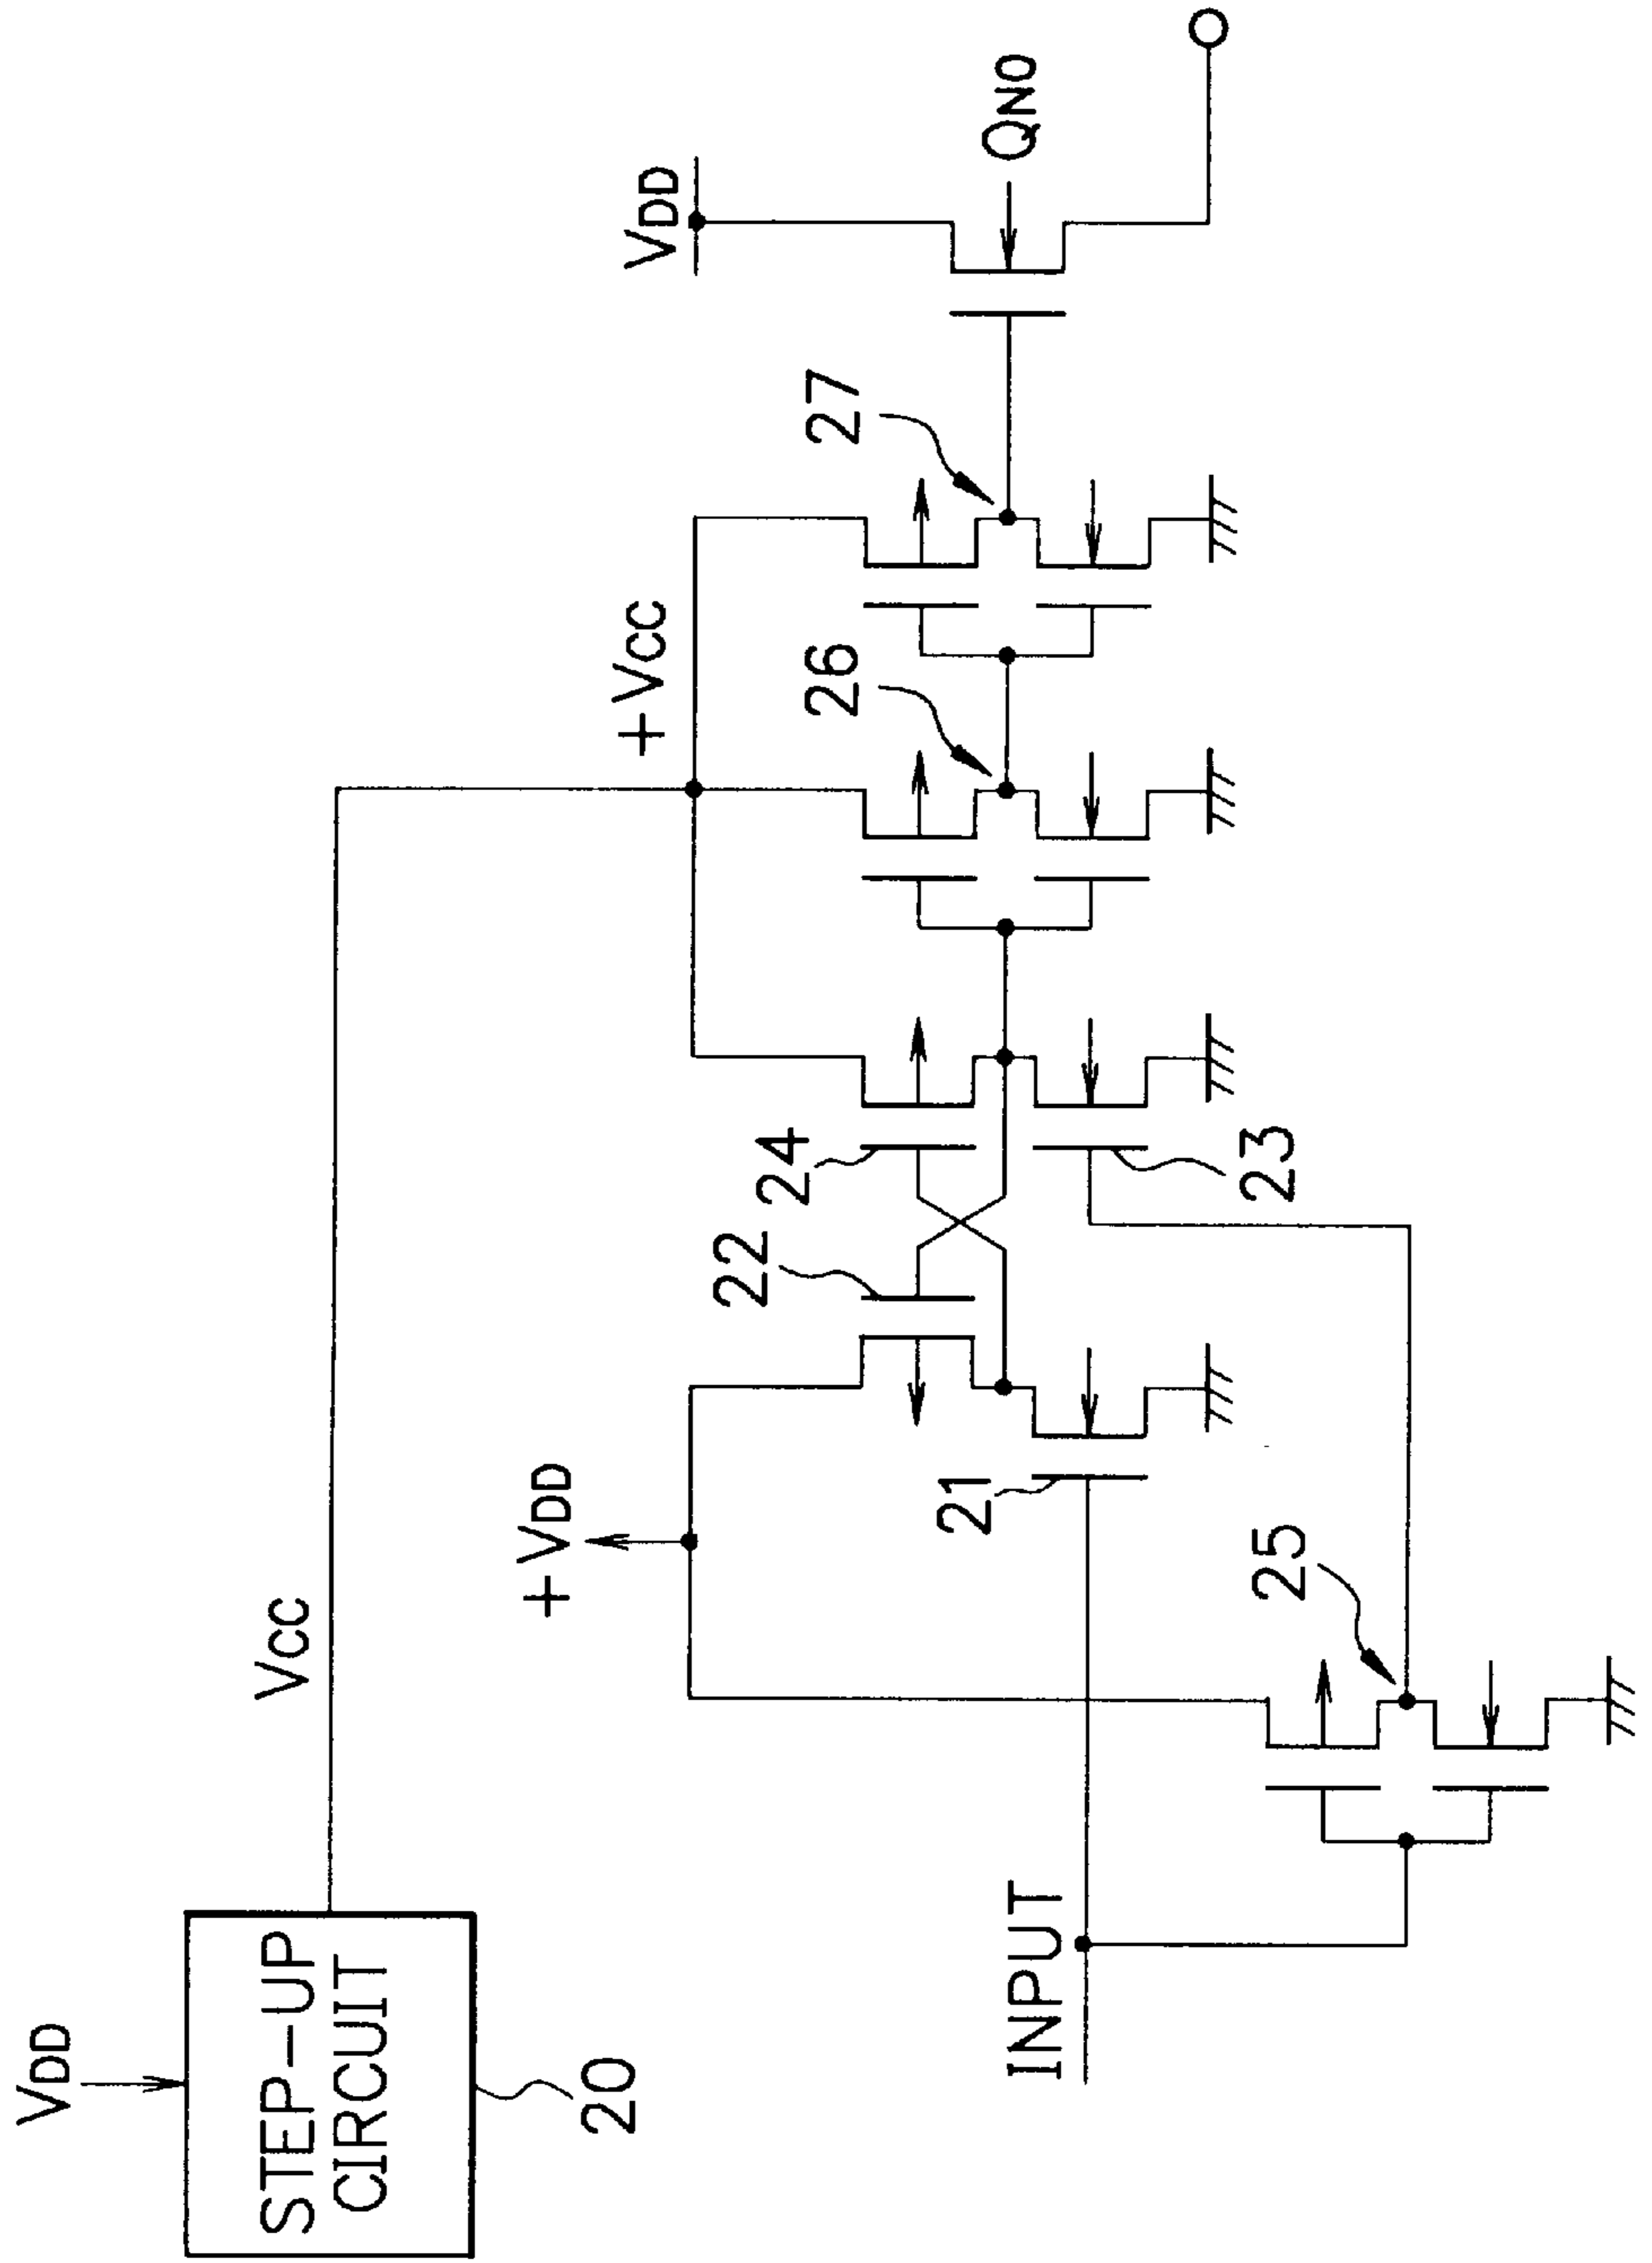 VDD
STEP-UP
CIRCUIT
20
VCC
+VDD
+VCC
VDD
22
24
26
27
QNO
21
23
INPUT
25